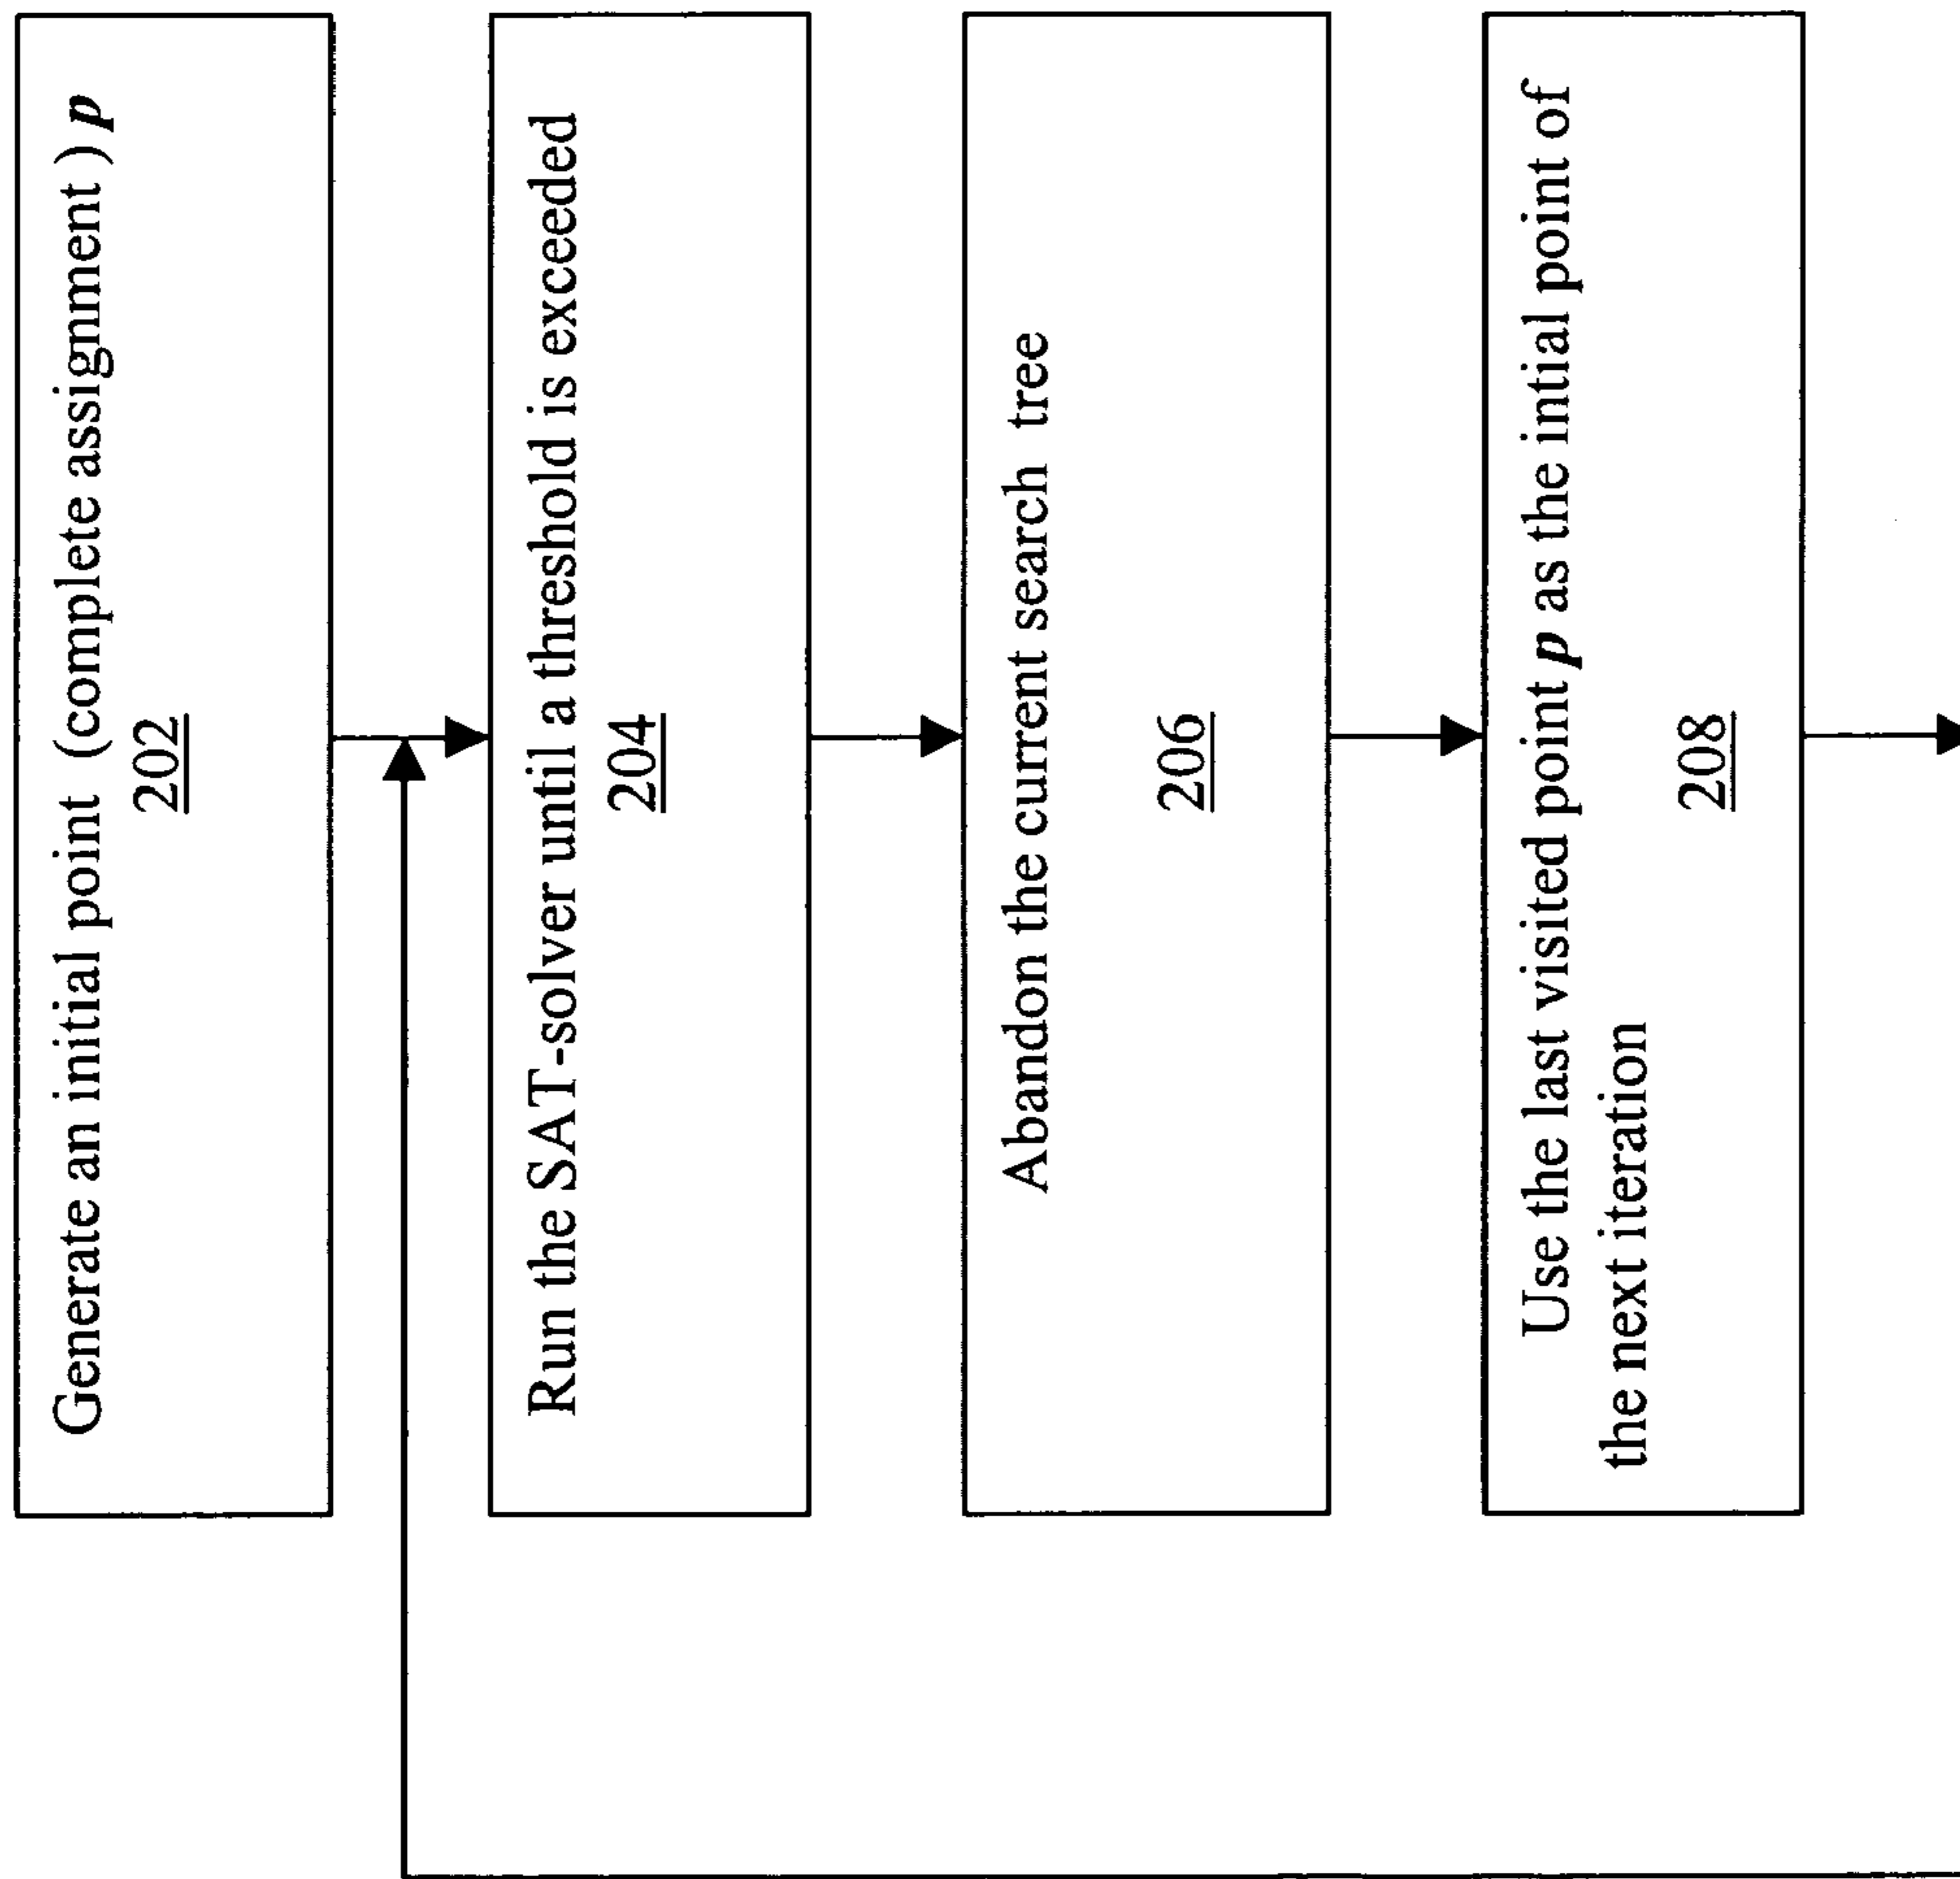 Generate an initial point (complete assignment ) p
202
Run the SAT-solver until a threshold is exceeded
204
Abandon the current search tree
206
Use the last visited point p as the intial point of
the next iteration
208